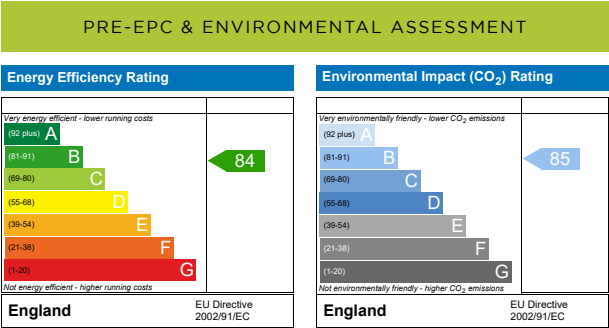 PRE-EPC & ENVIRONMENTAL ASSESSMENT
Energy Efficiency Rating
Very energy efficient - lower running costs
(92 plus) A
(81-91) B
84
(69-80) C
(55-68) D
(39-54) E
(21-38) F
(1-20) G
Not energy efficient - higher running costs
England
EU Directive
2002/91/EC
Environmental Impact (CO2) Rating
Very environmentally friendly - lower CO2 emissions
(92 plus) A
(81-91) B
85
(69-80) C
(55-68) D
(39-54) E
(21-38) F
(1-20) G
Not environmentally friendly - higher CO2 emissions
England
EU Directive
2002/91/EC